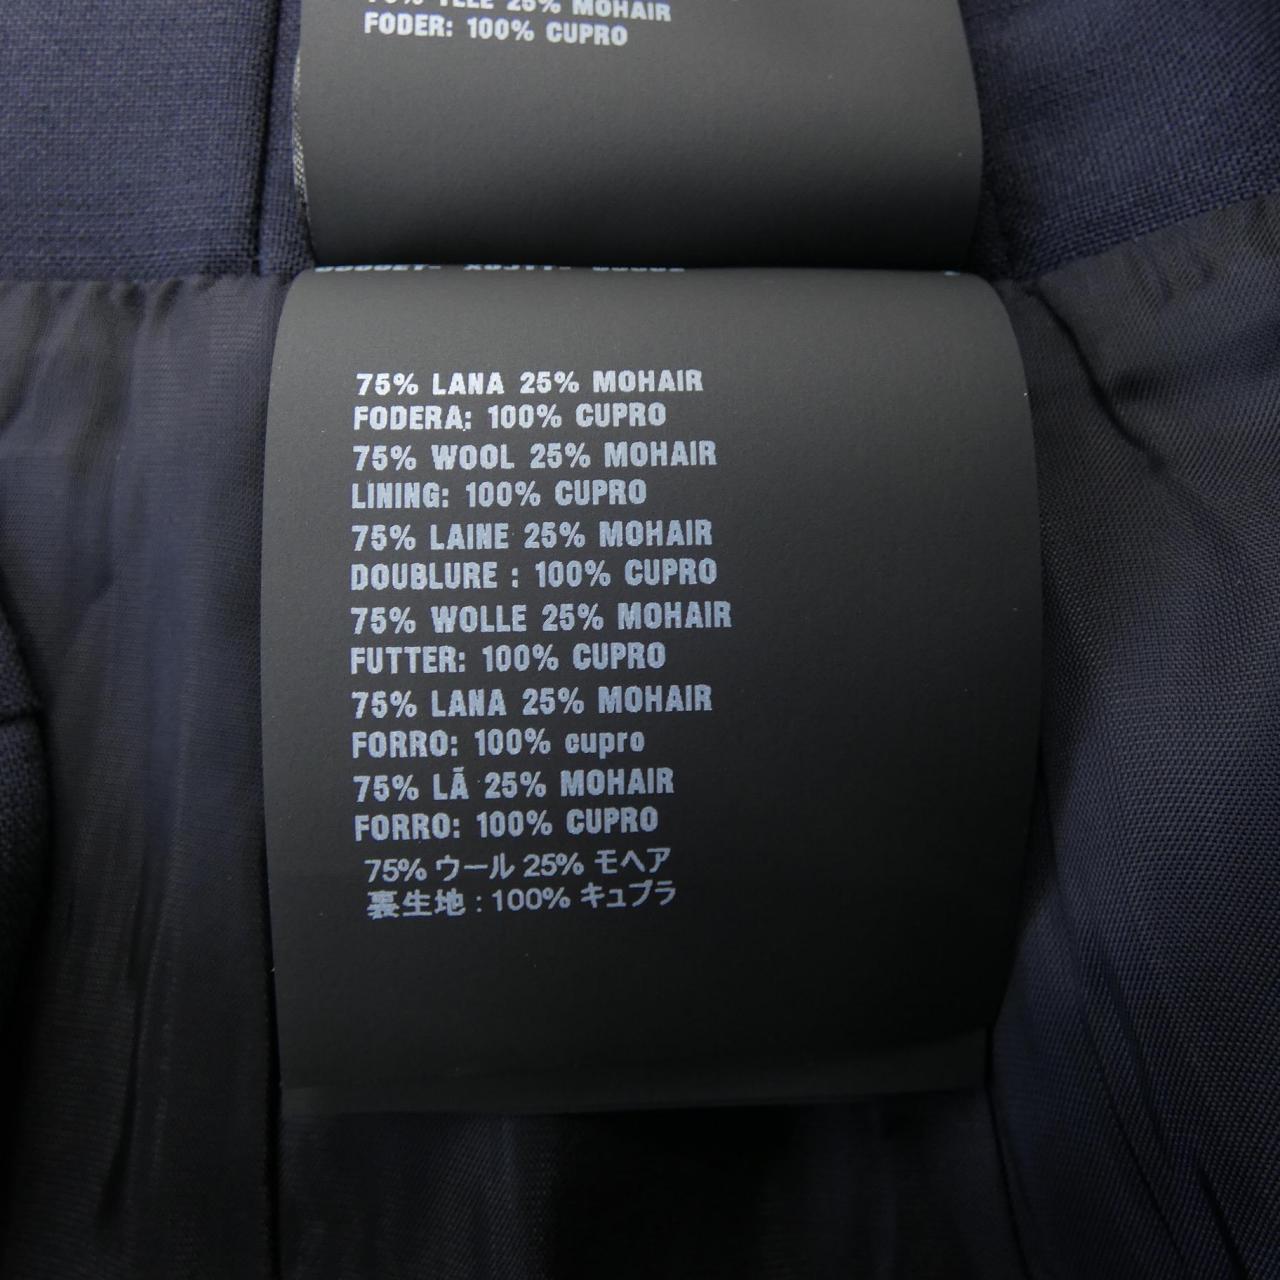 25% MOHAIR
FODER: 100% CUPRO
75% LANA 25% MOHAIR
FODERA: 100% CUPRO
75% WOOL 25% MOHAIR
LINING: 100% CUPRO
75% LAINE 25% MOHAIR
DOUBLURE : 100% CUPRO
75% WOLLE 25% MOHAIR
FUTTER: 100% CUPRO
75% LANA 25% MOHAIR
FORRO: 100% cupro
75% LÃ 25% MOHAIR
FORRO: 100% CUPRO
75% ウール 25% モヘア
裏生地 : 100% キュプラ